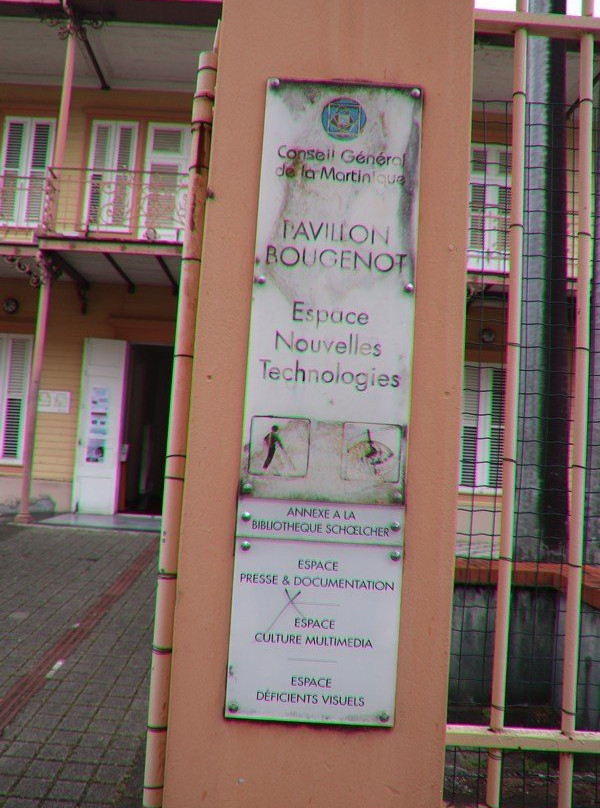 Conseil Général
de la Martinique
PAVILLON
BOUGENOT
Espace
Nouvelles
Technologies
ANNEXE A LA
BIBLIOTHEQUE SCHŒLCHER
ESPACE
PRESSE & DOCUMENTATION
ESPACE
CULTURE MULTIMEDIA
ESPACE
DÉFICIENTS VISUELS